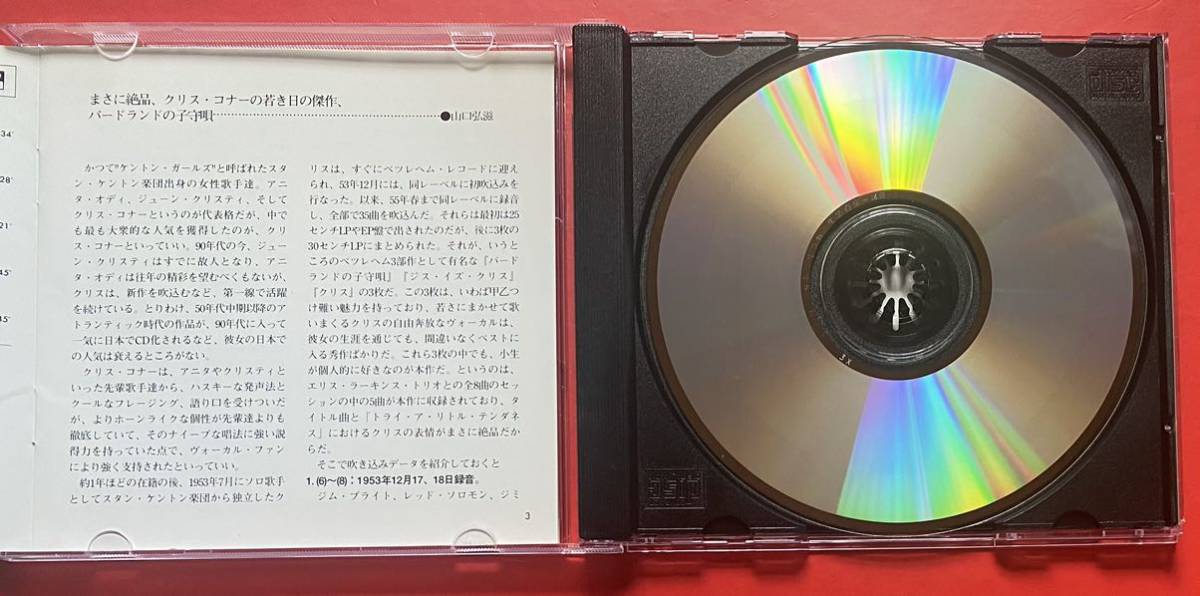 34'
28'
21'
45'
45'
まさに絶品、クリス・コナーの若き日の傑作、
バードランドの子守唄……●山口弘滋
かつて"ケントン・ガールズ"と呼ばれたスタ
ン・ケントン楽団出身の女性歌手達。アニ
タ・オディ、ジューン・クリスティ、そして
クリス・コナーというのが代表格だが、中で
も最も大衆的な人気を獲得したのが、クリ
ス・コナーといっていい。90年代の今、ジュー
ン・クリスティはすでに故人となり、アニ
タ・オディは往年の精彩を望むべくもないが、
クリスは、新作を吹込むなど、第一線で活躍
を続けている。とりわけ、50年代中期以降のア
トランティック時代の作品が、90年代に入って
一気に日本でCD化されるなど、彼女の日本で
の人気は衰えるところがない。
クリス・コナーは、アニタやクリスティと
いった先輩歌手達から、ハスキーな発声法と
クールなフレージング、語り口を受けついだ
が、よりホーンライクな個性が先輩達よりも
徹底していて、そのナイーブな唱法に強い説
得力を持っていた点で、ヴォーカル・ファン
により強く支持されたといっていい。
約1年ほどの在籍の後、1953年7月にソロ歌手
としてスタン・ケントン楽団から独立したク
リスは、すぐにベツレヘム・レコードに迎え
られ、53年12月には、同レーベルに初吹込みを
行なった。以来、55年春まで同レーベルに録音
し、全部で35曲を吹込んだ。それらは最初は25
センチLPやEP盤で出されたのだが、後に3枚の
30センチLPにまとめられた。それが、いうと
ころのベツレヘム3部作として有名な『バード
ランドの子守唄』『ジス・イズ・クリス』
『クリス』の3枚だ。この3枚は、いわば甲乙つ
け難い魅力を持っており、若さにまかせて歌
いまくるクリスの自由奔放なヴォーカルは、
彼女の生涯を通じても、間違いなくベストに
入る秀作ばかりだ。これら3枚の中でも、小生
が個人的に好きなのが本作だ。というのは、
エリス・ラーキンス・トリオとの全8曲のセッ
ションの中の5曲が本作に収録されており、タ
イトル曲と「トライ・ア・リトル・テンダネ
ス」におけるクリスの表情がまさに絶品だか
らだ。
そこで吹き込みデータを紹介しておくと
1. (6)〜(8)：1953年12月17、18日録音。
ジム・ブライト、レッド・ソロモン、ジミ
3
disc